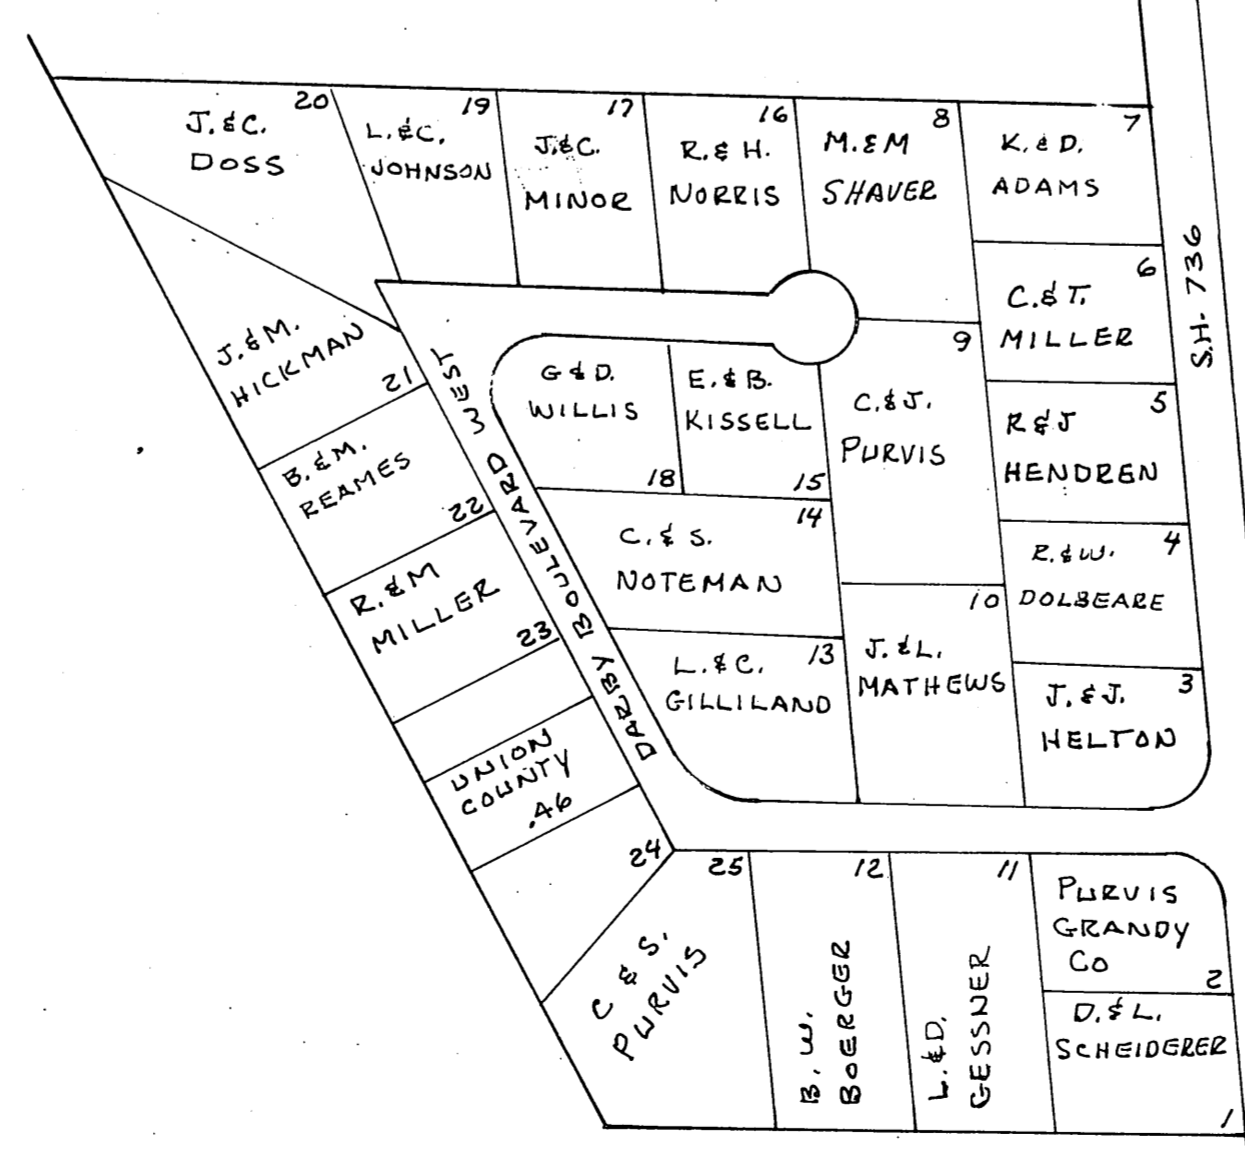 20
J. & C.
DOSS
19
L. & C.
JOHNSON
17
J. & C.
MINOR
16
R. & H.
NORRIS
8
M. & M
SHAVER
7
K. & D.
ADAMS
6
C. & T.
MILLER
S.H. 736
J. & M.
HICKMAN
21
DARBY BOULEVARD WEST
G & D.
WILLIS
18
E. & B.
KISSELL
15
9
C. & J.
PURVIS
5
R & J
HENDREN
B. & M.
REAMES
22
14
C. & S.
NOTEMAN
4
R. & W.
DOLBEARE
R. & M
MILLER
23
13
L. & C.
GILLILAND
10
J. & L.
MATHEWS
3
J. & J.
HELTON
UNION
COUNTY
.46
24
25
C & S.
PURVIS
12
B. W.
BOERGER
11
L. & D.
GESSNER
PURVIS
GRANDY
CO
2
D. & L.
SCHEIDERER
1